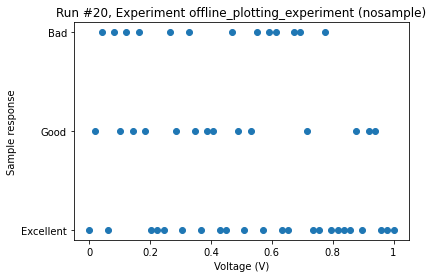 Run #20, Experiment offline_plotting_experiment (nosample)
Bad
Good
Excellent
Sample response
0 0.2 0.4 0.6 0.8 1
Voltage (V)